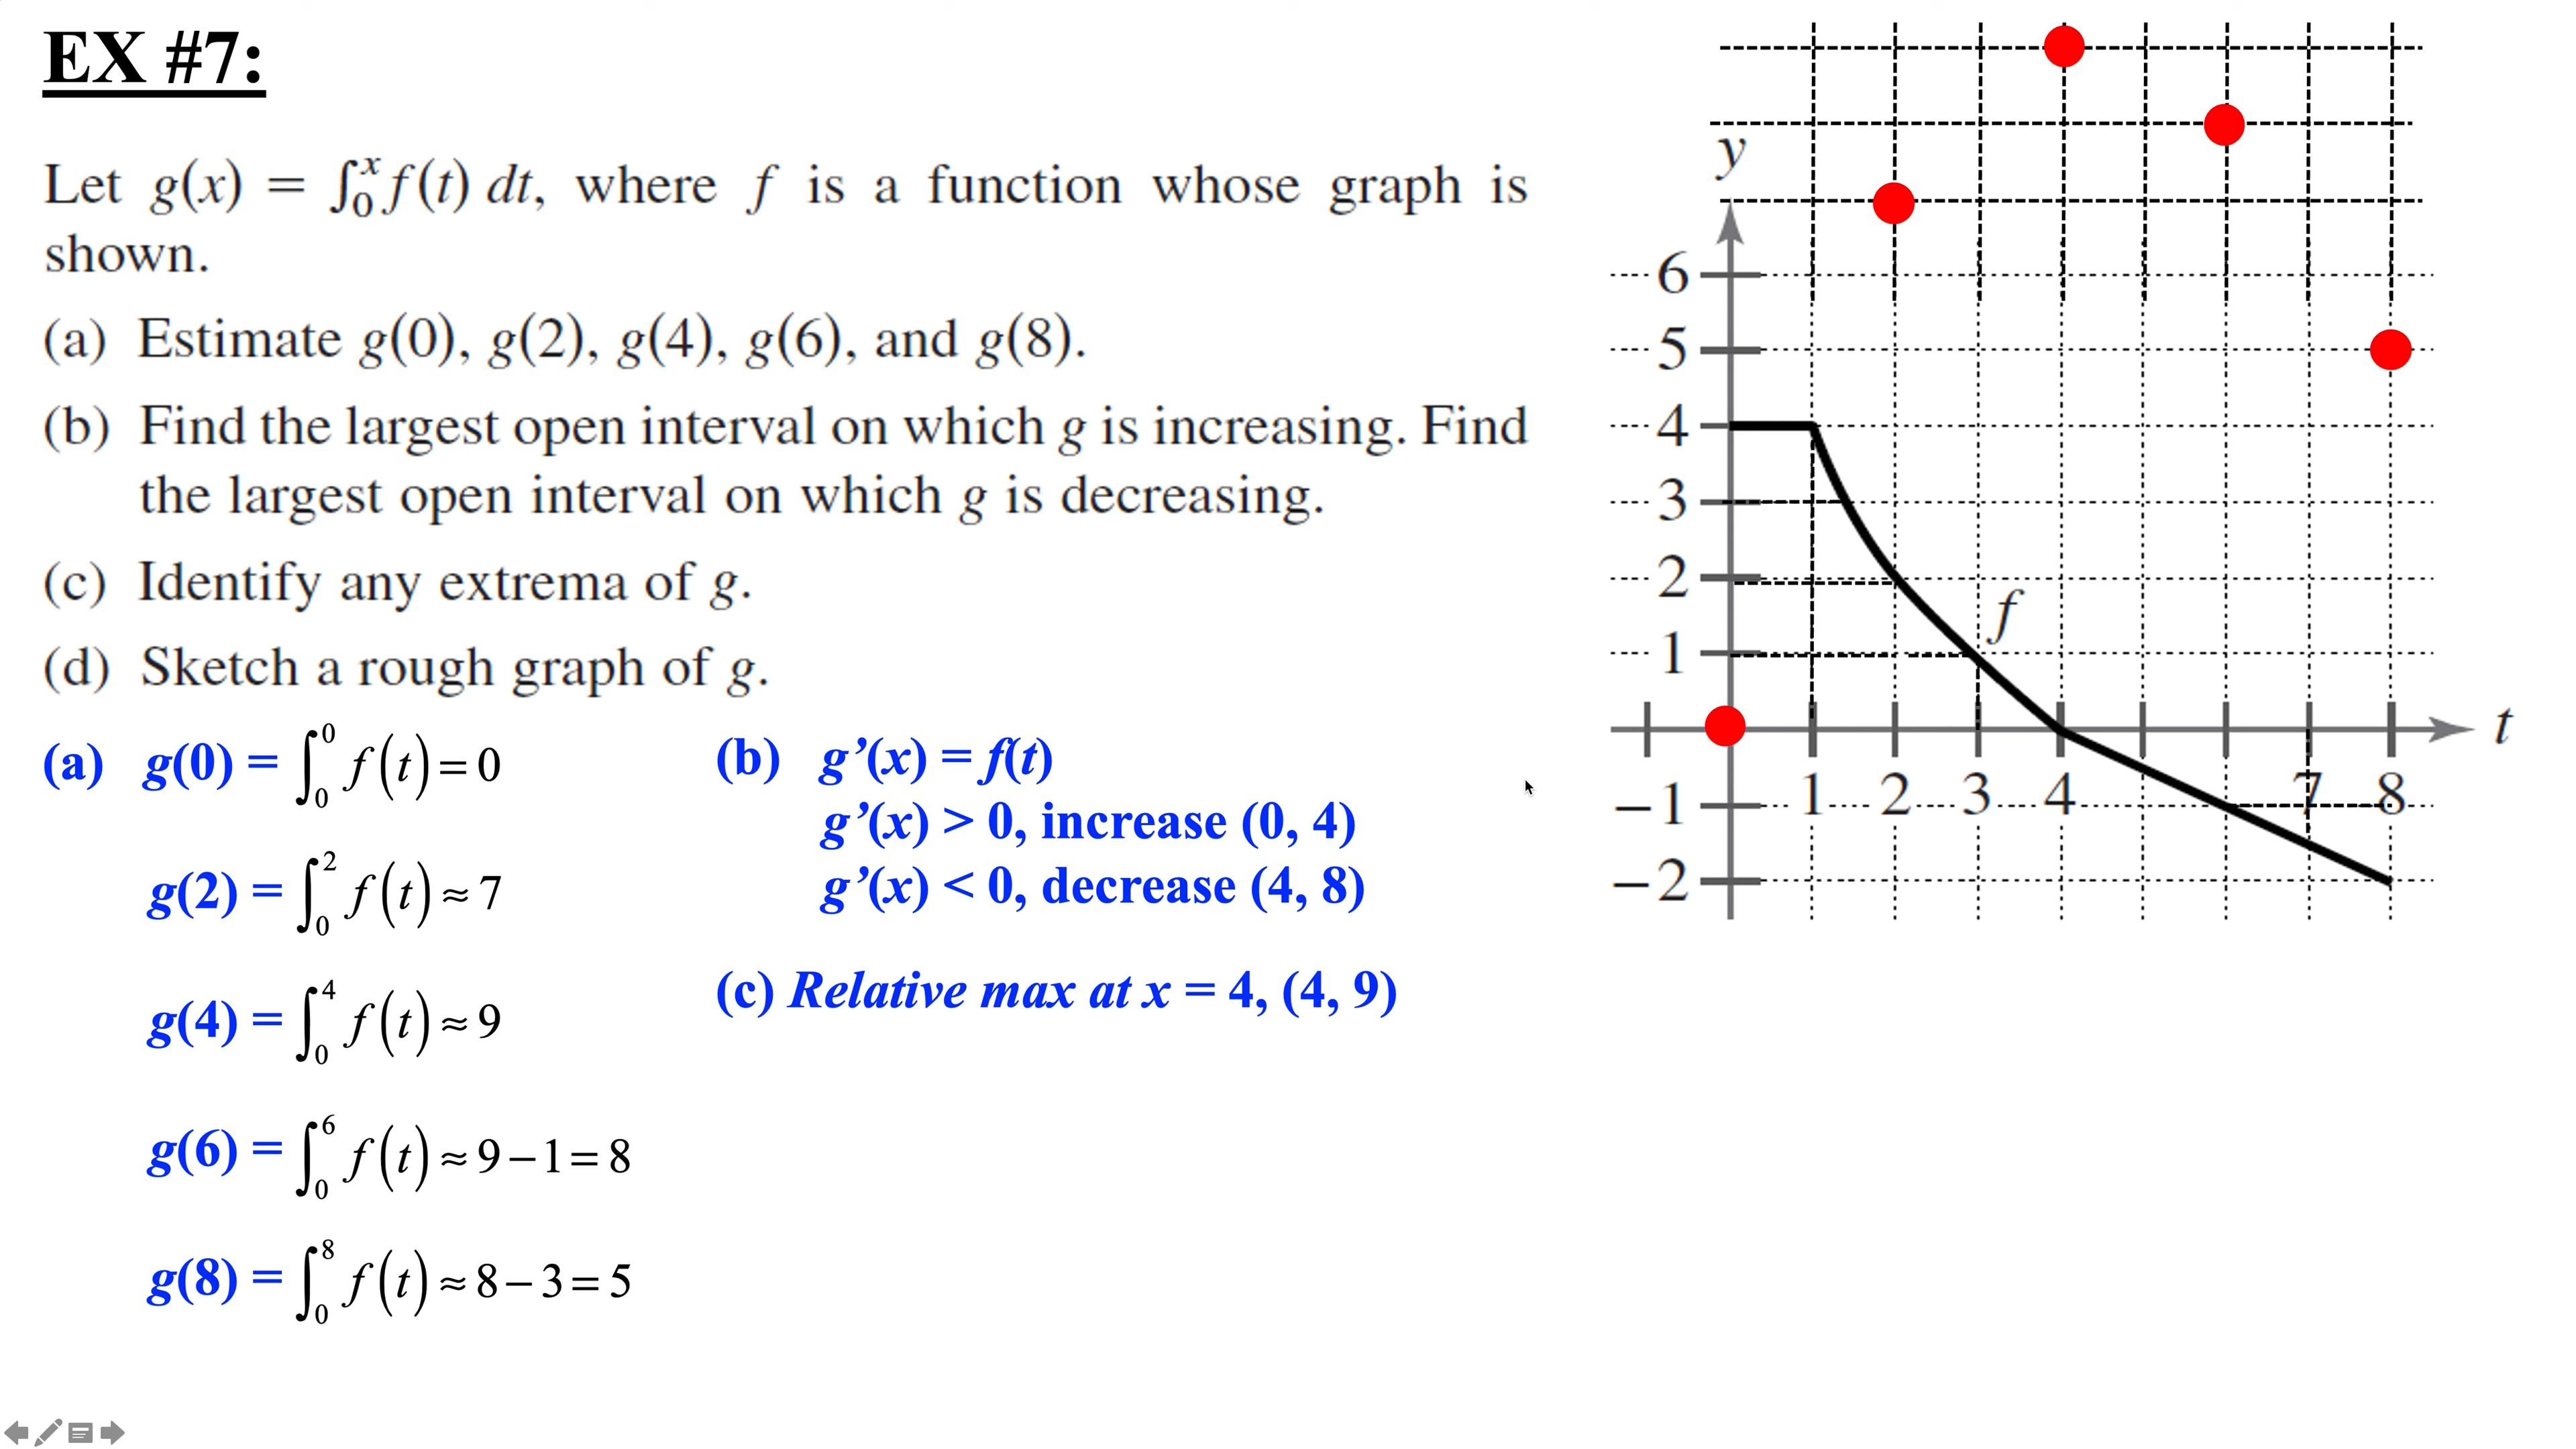 EX #7:
Let g(x) = ∫₀ˣ f(t) dt, where f is a function whose graph is
shown.
(a) Estimate g(0), g(2), g(4), g(6), and g(8).
(b) Find the largest open interval on which g is increasing. Find
the largest open interval on which g is decreasing.
(c) Identify any extrema of g.
(d) Sketch a rough graph of g.
(a) g(0) = ∫₀⁰ f(t) = 0
g(2) = ∫₀² f(t) ≈ 7
g(4) = ∫₀⁴ f(t) ≈ 9
g(6) = ∫₀⁶ f(t) ≈ 9 – 1 = 8
g(8) = ∫₀⁸ f(t) ≈ 8 – 3 = 5
(b) g’(x) = f(t)
g’(x) > 0, increase (0, 4)
g’(x) < 0, decrease (4, 8)
(c) Relative max at x = 4, (4, 9)
y
6
5
4
3
2
f
1
t
–1 1 2 3 4 7 8
–2